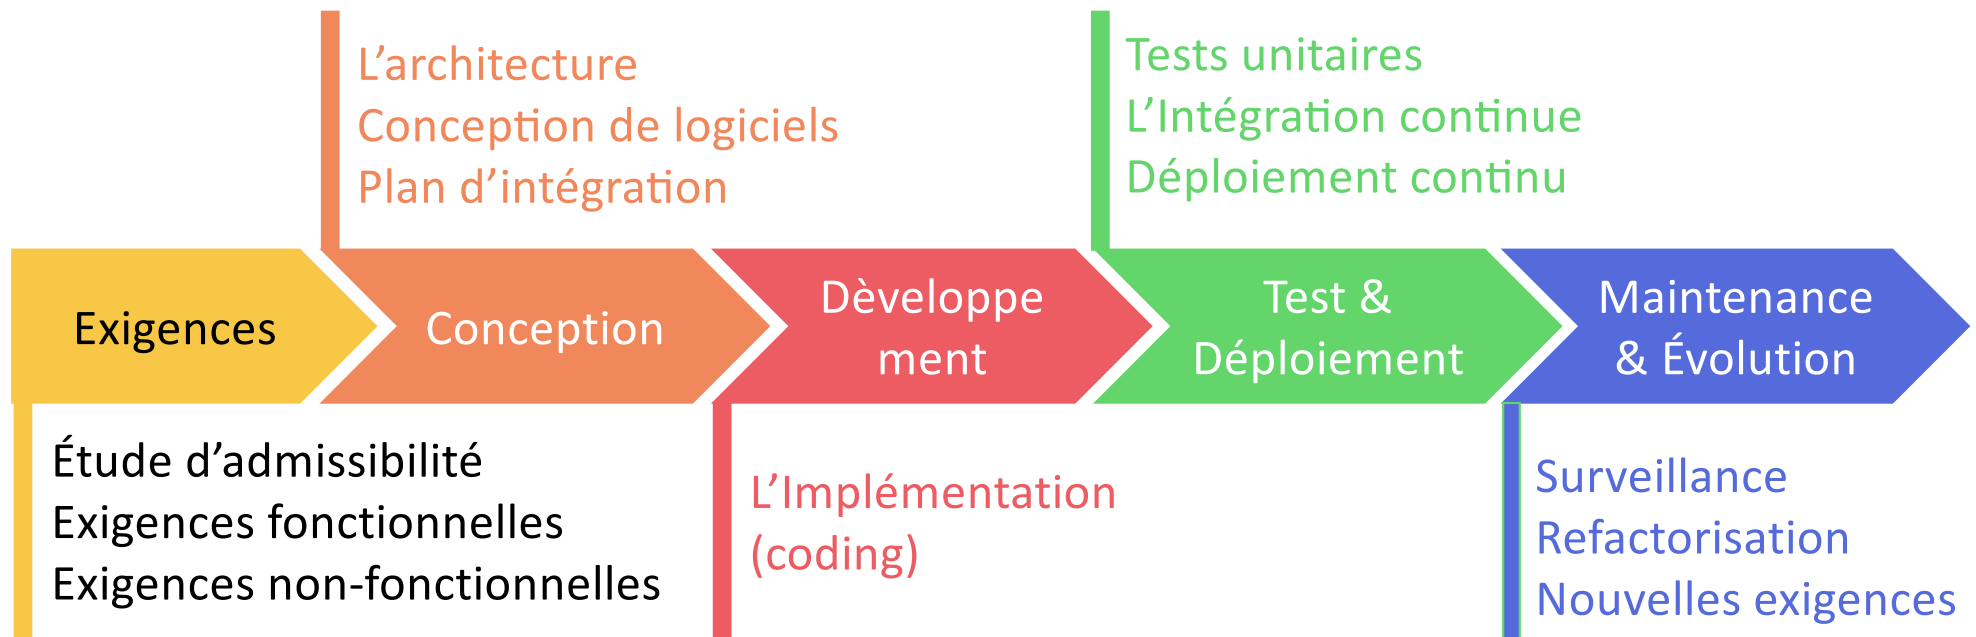 L’architecture
Conception de logiciels
Plan d’intégration
Tests unitaires
L’Intégration continue
Déploiement continu
Exigences
Conception
Dèveloppe
ment
Test &
Déploiement
Maintenance
& Évolution
Étude d’admissibilité
Exigences fonctionnelles
Exigences non-fonctionnelles
L’Implémentation
(coding)
Surveillance
Refactorisation
Nouvelles exigences